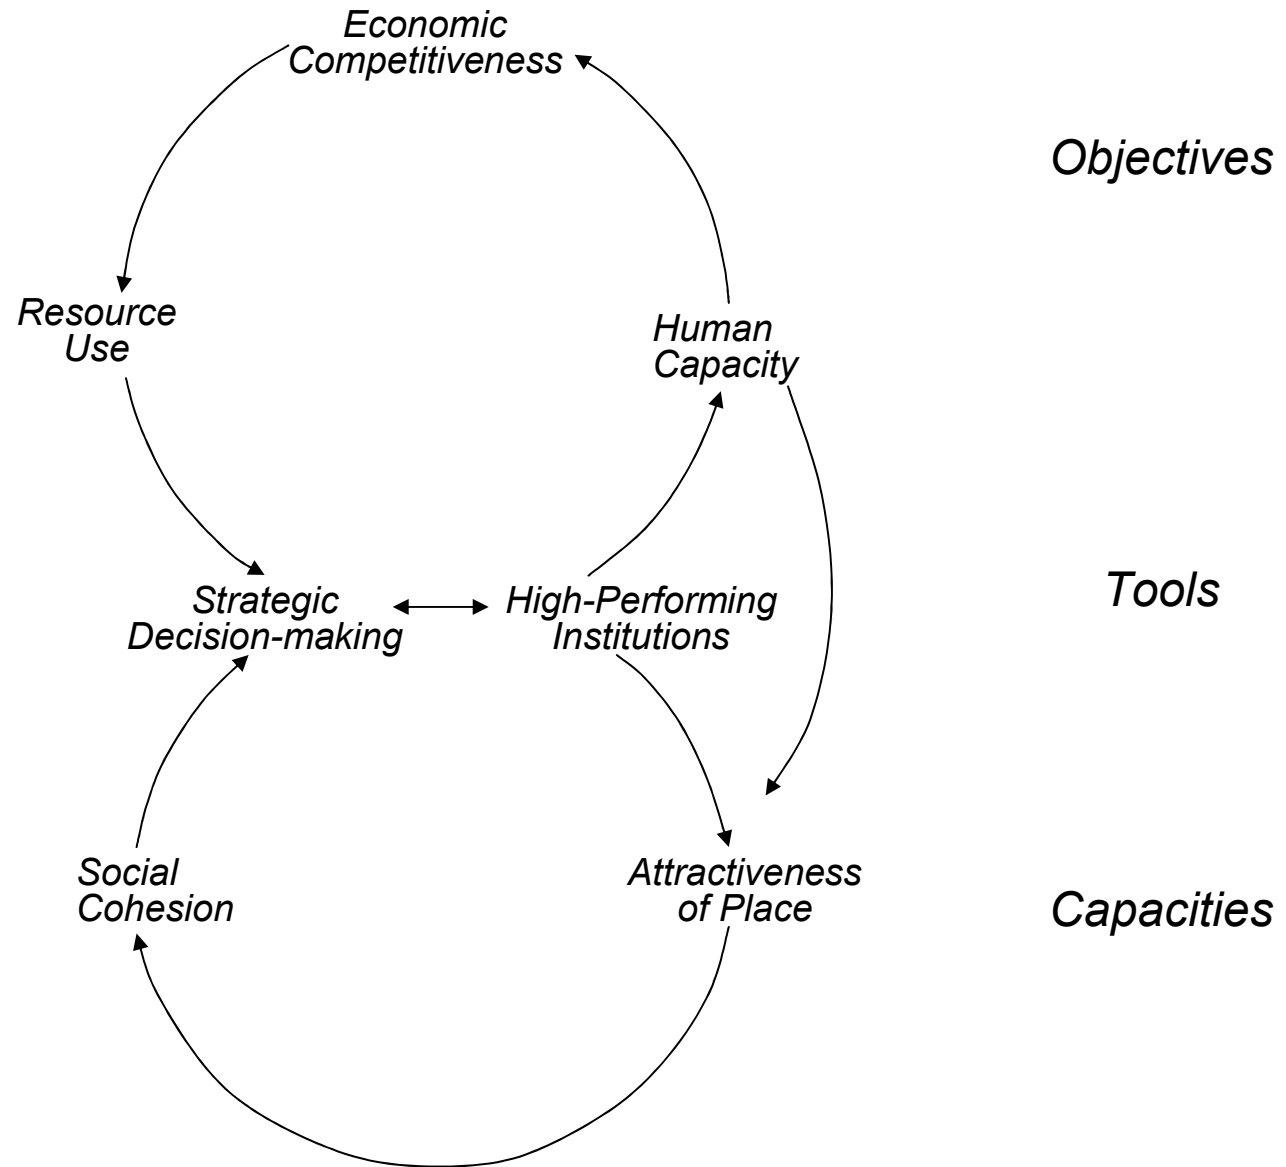 Economic
Competitiveness
Objectives
Resource
Use
Human
Capacity
Strategic
Decision-making
High-Performing
Institutions
Tools
Social
Cohesion
Attractiveness
of Place
Capacities